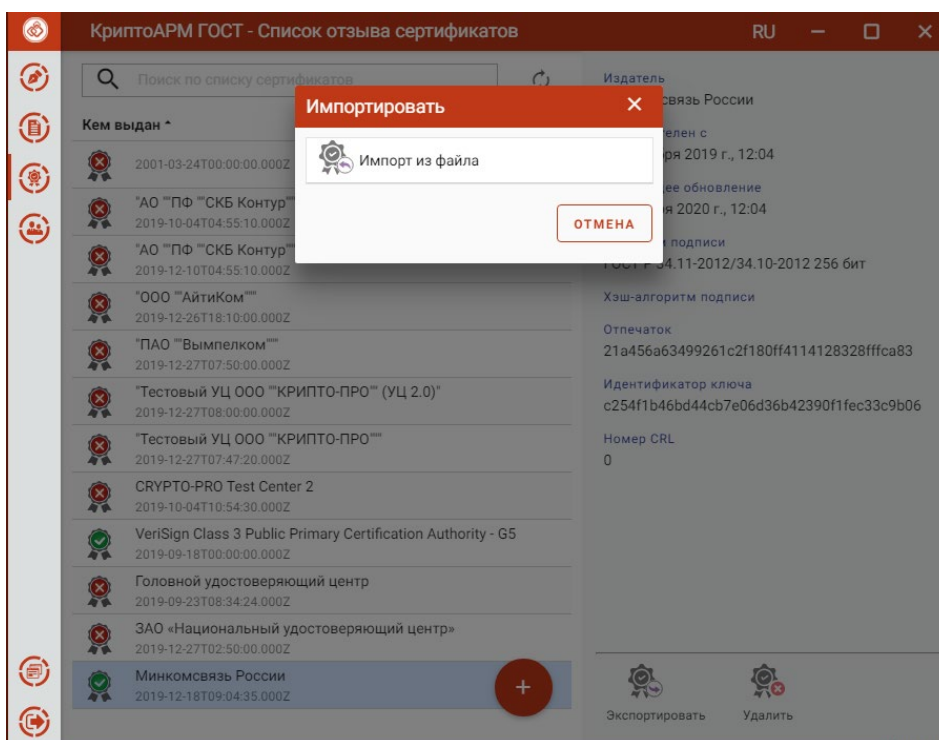 КриптоАРМ ГОСТ - Список отзыва сертификатов
RU
Поиск по списку сертификатов
Кем выдан
2001-03-24T00:00:00.000Z
"АО ""ПФ "СКБ Контур""
2019-10-04T04:55:10.000Z
"АО ""ПФ "СКБ Контур""
2019-12-10T04:55:10.000Z
"ООО ""АйтиКом"""
2019-12-26T18:10:00.000Z
"ПАО ""Вымпелком"""
2019-12-27T07:50:00.000Z
"Тестовый УЦ ООО ""КРИПТО-ПРО"" (УЦ 2.0)"
2019-12-27T08:00:00.000Z
"Тестовый УЦ ООО ""КРИПТО-ПРО"""
2019-12-27T07:47:20.000Z
CRYPTO-PRO Test Center 2
2019-10-04T10:54:30.000Z
VeriSign Class 3 Public Primary Certification Authority - G5
2019-09-18T00:00:00.000Z
Головной удостоверяющий центр
2019-09-23T08:34:24.000Z
ЗАО «Национальный удостоверяющий центр»
2019-12-27T02:50:00.000Z
Минкомсвязь России
2019-12-18T09:04:35.000Z
+
Импортировать
Импорт из файла
ОТМЕНА
Издатель
связь России
елен с
2019 г., 12:04
ее обновление
2020 г., 12:04
подписи
34.11-2012/34.10-2012 256 бит
Хэш-алгоритм подписи
Отпечаток
21a456a63499261c2f180ff4114128328fffca83
Идентификатор ключа
c254f1b46bd44cb7e06d36b42390f1fec33c9b06
Номер CRL
0
Экспортировать
Удалить